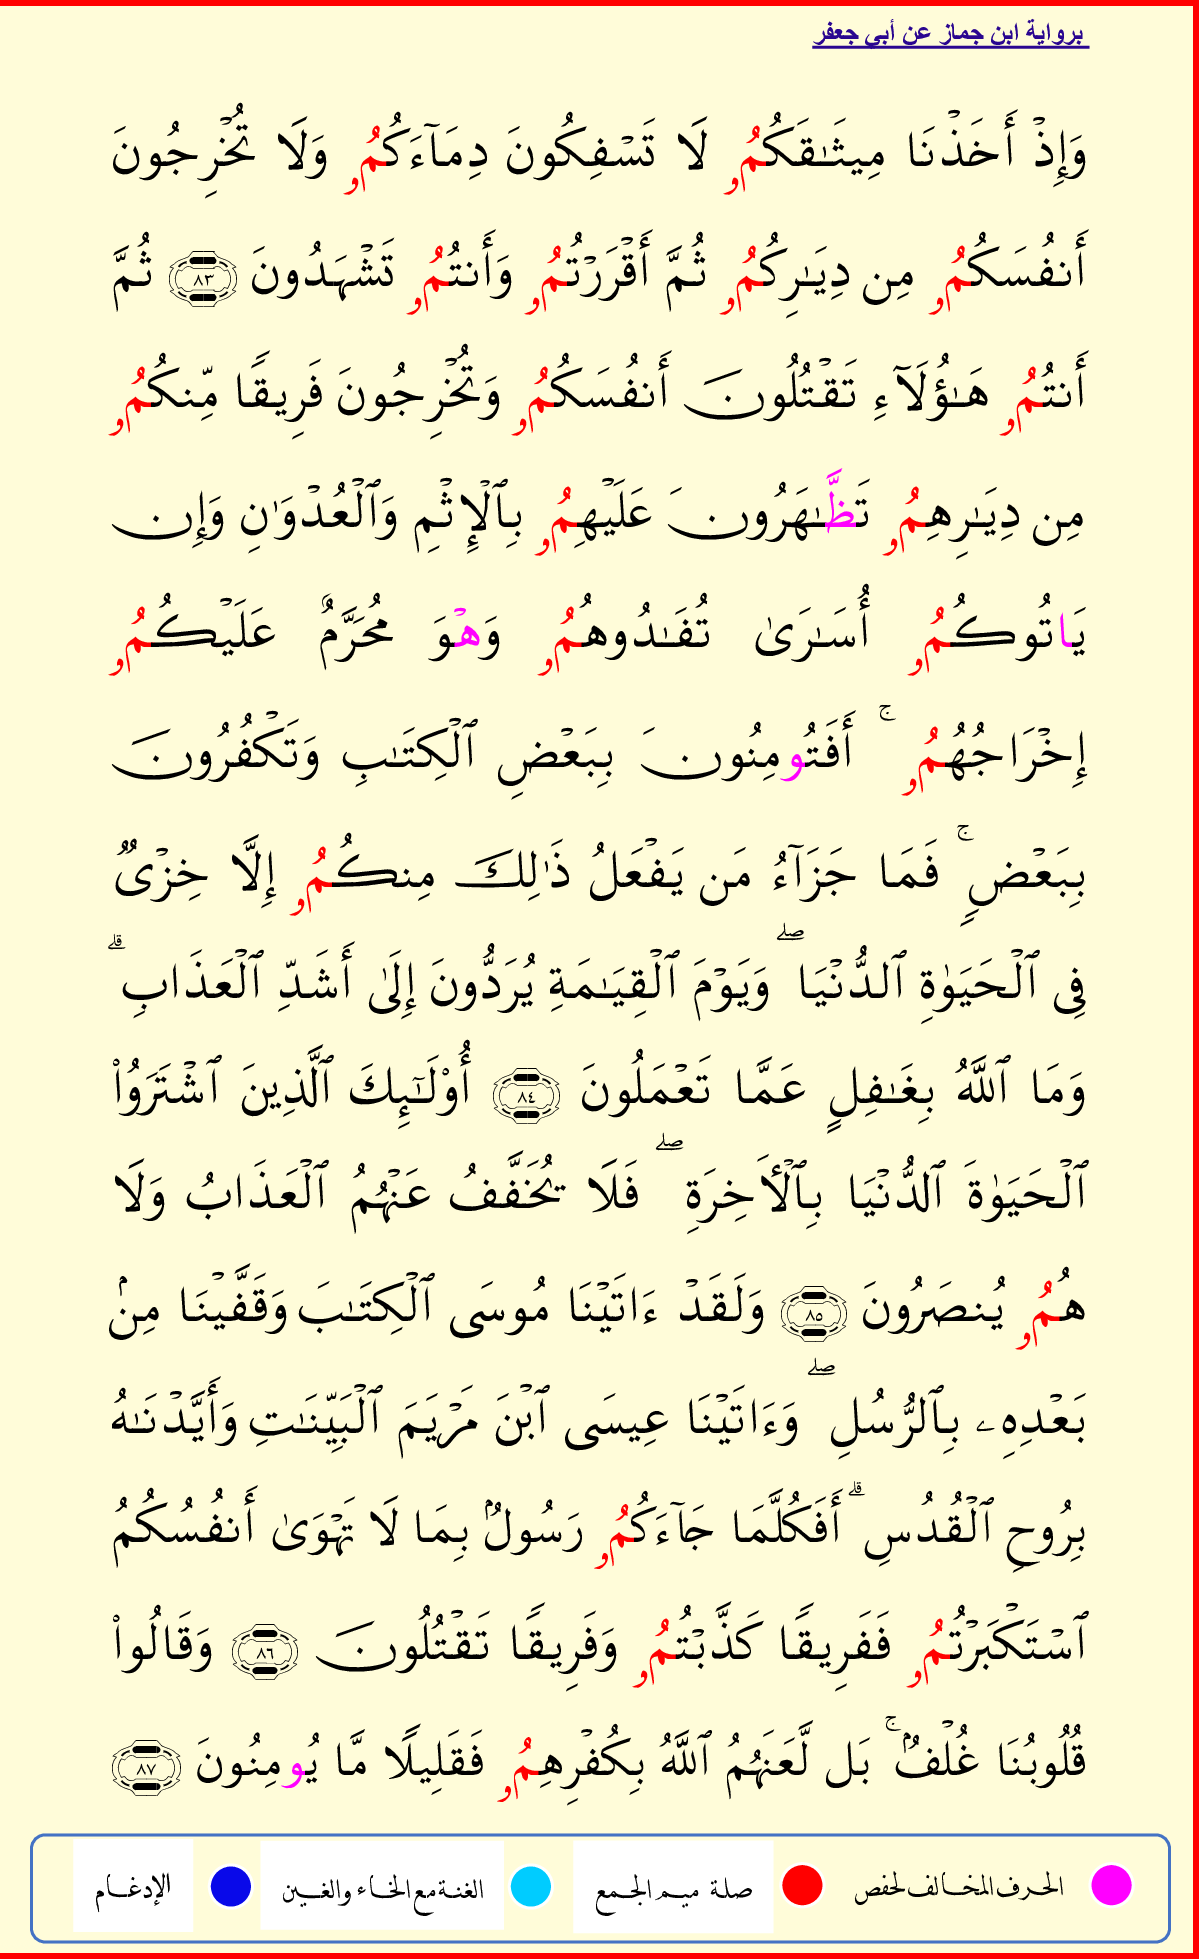 برواية ابن جماز عن أبي جعفر
وَإِذۡ أَخَذۡنَا مِيثَٰقَكُمُۥ لَا تَسۡفِكُونَ دِمَآءَكُمُۥ وَلَا تُخۡرِجُونَ
أَنفُسَكُمُۥ مِن دِيَٰرِكُمُۥ ثُمَّ أَقۡرَرۡتُمُۥ وَأَنتُمُۥ تَشۡهَدُونَ ٨٣ ثُمَّ
أَنتُمُۥ هَٰٓؤُلَآءِ تَقۡتُلُونَ أَنفُسَكُمُۥ وَتُخۡرِجُونَ فَرِيقٗا مِّنكُمُۥ
مِن دِيَٰرِهِمُۥ تَظَّٰهَرُونَ عَلَيۡهِمُۥ بِٱلۡإِثۡمِ وَٱلۡعُدۡوَٰنِ وَإِن
يَاتُوكُمُۥ أُسَٰرَىٰ تُفَٰدُوهُمُۥ وَهۡوَ مُحَرَّمٌ عَلَيۡكُمُۥ
إِخۡرَاجُهُمُۥ ۚ أَفَتُومِنُونَ بِبَعۡضِ ٱلۡكِتَٰبِ وَتَكۡفُرُونَ
بِبَعۡضٖ ۚ فَمَا جَزَآءُ مَن يَفۡعَلُ ذَٰلِكَ مِنكُمُۥ إِلَّا خِزۡيٞ
فِي ٱلۡحَيَوٰةِ ٱلدُّنۡيَا ۖ وَيَوۡمَ ٱلۡقِيَٰمَةِ يُرَدُّونَ إِلَىٰ أَشَدِّ ٱلۡعَذَابِ ۗ
وَمَا ٱللَّهُ بِغَٰفِلٍ عَمَّا تَعۡمَلُونَ ٨٤ أُوْلَٰٓئِكَ ٱلَّذِينَ ٱشۡتَرَوُاْ
ٱلۡحَيَوٰةَ ٱلدُّنۡيَا بِٱلۡأٓخِرَةِ ۖ فَلَا يُخَفَّفُ عَنۡهُمُ ٱلۡعَذَابُ وَلَا
هُمُۥ يُنصَرُونَ ٨٥ وَلَقَدۡ ءَاتَيۡنَا مُوسَى ٱلۡكِتَٰبَ وَقَفَّيۡنَا مِنۢ
بَعۡدِهِۦ بِٱلرُّسُلِ ۖ وَءَاتَيۡنَا عِيسَى ٱبۡنَ مَرۡيَمَ ٱلۡبَيِّنَٰتِ وَأَيَّدۡنَٰهُ
بِرُوحِ ٱلۡقُدُسِ ۗ أَفَكُلَّمَا جَآءَكُمُۥ رَسُولُۢ بِمَا لَا تَهۡوَىٰ أَنفُسُكُمُ
ٱسۡتَكۡبَرۡتُمُۥ فَفَرِيقٗا كَذَّبۡتُمُۥ وَفَرِيقٗا تَقۡتُلُونَ ٨٦ وَقَالُواْ
قُلُوبُنَا غُلۡفُۢ ۚ بَل لَّعَنَهُمُ ٱللَّهُ بِكُفۡرِهِمُۥ فَقَلِيلٗا مَّا يُومِنُونَ ٨٧
الحرف المخالف لحفص صلة ميم الجمع الغنة مع الخاء والغين الإدغام